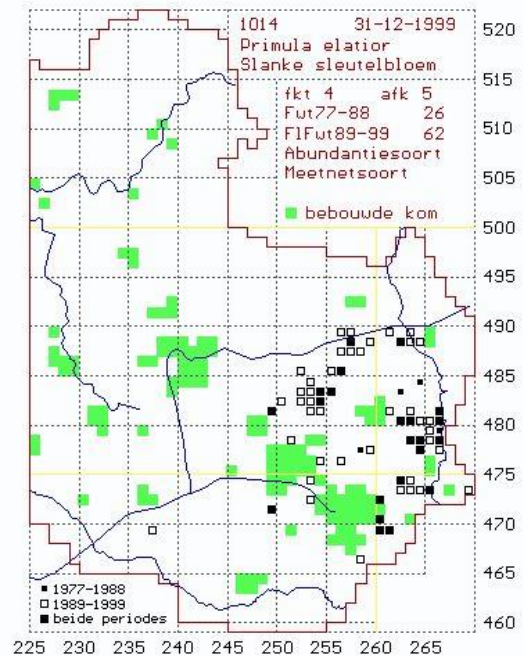 1014 31-12-1999
Primula elatior
Slanke sleutelbloem
fkt 4 afk 5
Fut77-88 26
FlFut89-99 62
Abundantiesoort
Meetnetsoort
bebouwde kom
520
515
510
505
500
495
490
485
480
475
470
465
460
1977-1988
1989-1999
beide periodes
225 230 235 240 245 250 255 260 265